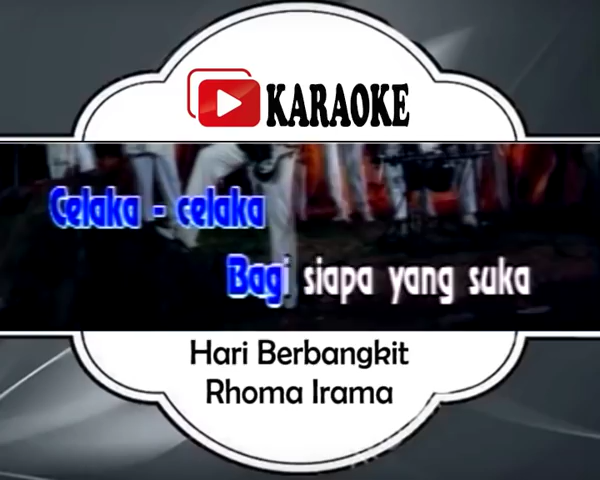 KARAOKE
Celaka - celaka
Bagi siapa yang suka
Hari Berbangkit
Rhoma Irama